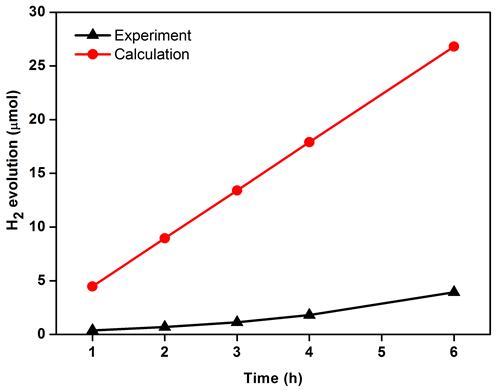 Experiment
Calculation
H2 evolution (μmol)
30
25
20
15
10
5
0
1 2 3 4 5 6
Time (h)